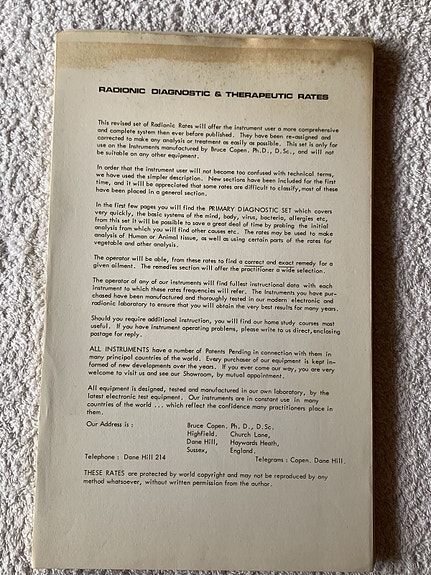 RADIONIC DIAGNOSTIC & THERAPEUTIC RATES
This revised set of Radionic Rates will offer the instrument user a more comprehensive
and complete system then ever before published. They have been re-assigned and
corrected to make any analysis or treatment as easily as possible. This set is only for
use on the Instruments manufactured by Bruce Copen. Ph.D., D.Sc., and will not
be suitable on any other equipment.
In order that the instrument user will not become too confused with technical terms,
we have used the simpler description. New sections have been included for the first
time, and it will be appreciated that some rates are difficult to classify, most of these
have been placed in a general section.
In the first few pages you will find the PRIMARY DIAGNOSTIC SET which covers
very quickly, the basic systems of the mind, body, virus, bacteria, allergies etc,
from this set it will be possible to save a great deal of time by probing the initial
analysis from which you will find other causes etc. The rates may be used to make
analysis of Human or Animal tissue, as well as using certain parts of the rates for
vegetable and other analysis.
The operator will be able, from these rates to find a correct and exact remedy for a
given ailment. The remedies section will offer the practitioner a wide selection.
The operator of any of our Instruments will find fullest instructional data with each
instrument to which these rates frequencies will refer. The Instruments you have pur-
chased have been manufactured and thoroughly tested in our modern electronic and
radionic laboratory to ensure that you will obtain the very best results for many years.
Should you require additional instruction, you will find our home study courses most
useful. If you have instrument operating problems, please write to us direct, enclosing
postage for reply.
ALL INSTRUMENTS have a number of Patents Pending in connection with them in
many principal countries of the world. Every purchaser of our equipment is kept in-
formed of new developments over the years. If you ever come our way, you are very
welcome to visit us and see our Showroom, by mutual appointment.
All equipment is designed, tested and manufactured in our own laboratory, by the
latest electronic test equipment. Our instruments are in constant use in many
countries of the world ... which reflect the confidence many practitioners place in
them.
Our Address is : Bruce Copen. Ph. D., D.Sc.
Highfield. Church Lane,
Dane Hill, Haywards Heath,
Sussex, England.
Telephone : Dane Hill 214 Telegrams : Copen. Dane Hill.
THESE RATES are protected by world copyright and may not be reproduced by any
method whatsoever, without written permission from the author.